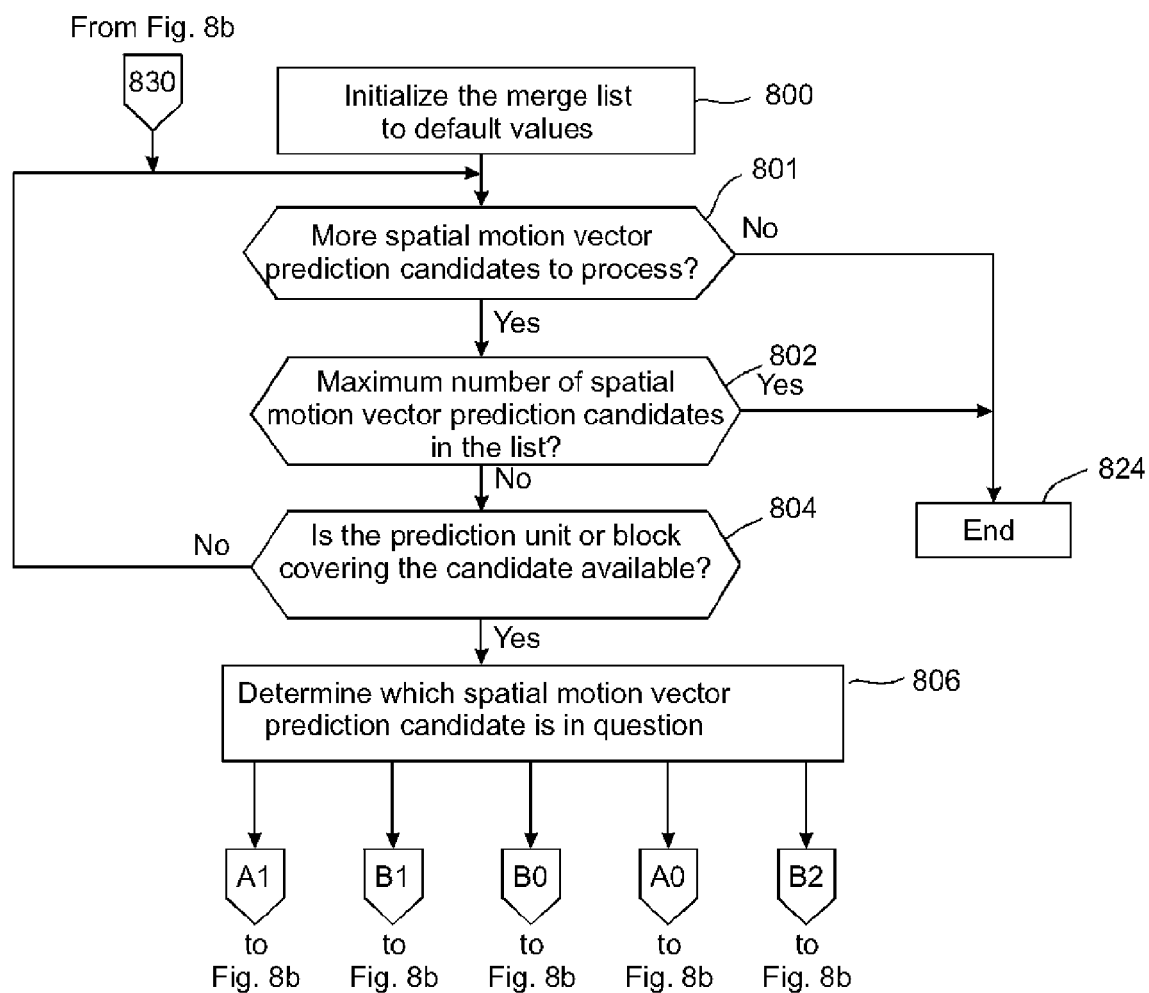 From Fig. 8b
830
Initialize the merge list
to default values
800
801
More spatial motion vector
prediction candidates to process?
No
Yes
802
Maximum number of spatial
motion vector prediction candidates
in the list?
Yes
No
824
End
804
Is the prediction unit or block
covering the candidate available?
No
Yes
806
Determine which spatial motion vector
prediction candidate is in question
A1 B1 B0 A0 B2
to to to to to
Fig. 8b Fig. 8b Fig. 8b Fig. 8b Fig. 8b